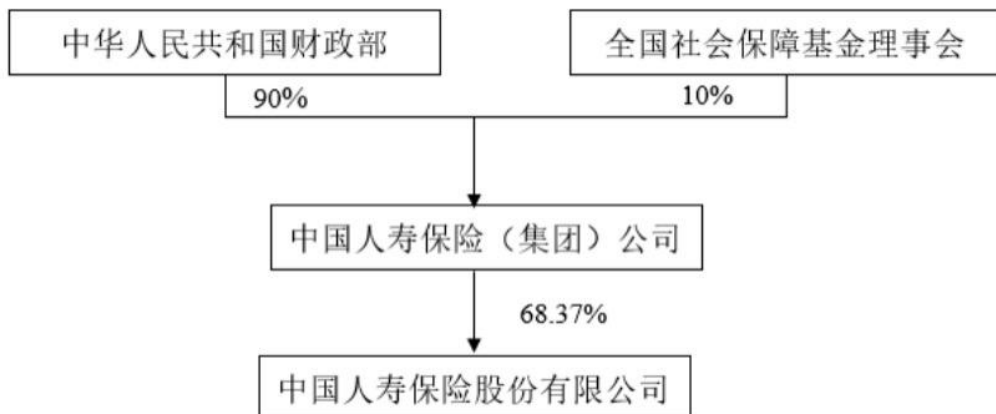 中华人民共和国财政部
全国社会保障基金理事会
90%
10%
中国人寿保险（集团）公司
68.37%
中国人寿保险股份有限公司